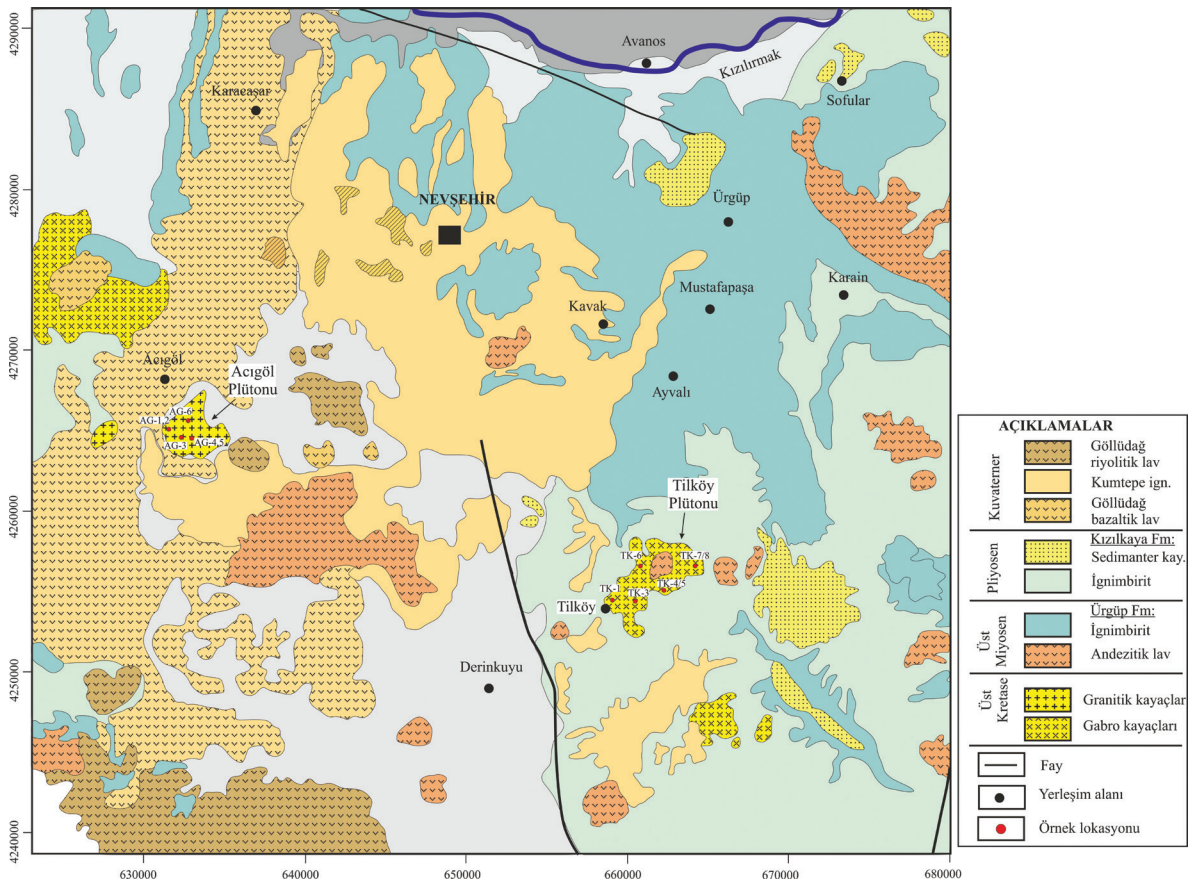 4290000
4280000
4270000
4260000
4250000
4240000
Avanos
Kızılırmak
Karacaşar
Sofular
NEVŞEHİR
Ürgüp
Karain
Mustafapaşa
Kavak
Acıgöl
Acıgöl
Plütonu
Ayvalı
AG-6
AG-1,2
AG-3
AG-4,5
Tilköy
Plütonu
TK-6
TK-7/8
TK-4/5
TK-1
TK-3
Tilköy
Derinkuyu
630000
640000
650000
660000
670000
680000
AÇIKLAMALAR
Kuvaterner
Göllüdağ
riyolitik lav
Kumtepe ign.
Göllüdağ
bazaltik lav
Pliyosen
Kızılkaya Fm:
Sedimanter kay.
İgnimbirit
Üst
Miyosen
Ürgüp Fm:
İgnimbirit
Andezitik lav
Üst
Kretase
Granitik kayaçlar
Gabro kayaçları
Fay
Yerleşim alanı
Örnek lokasyonu